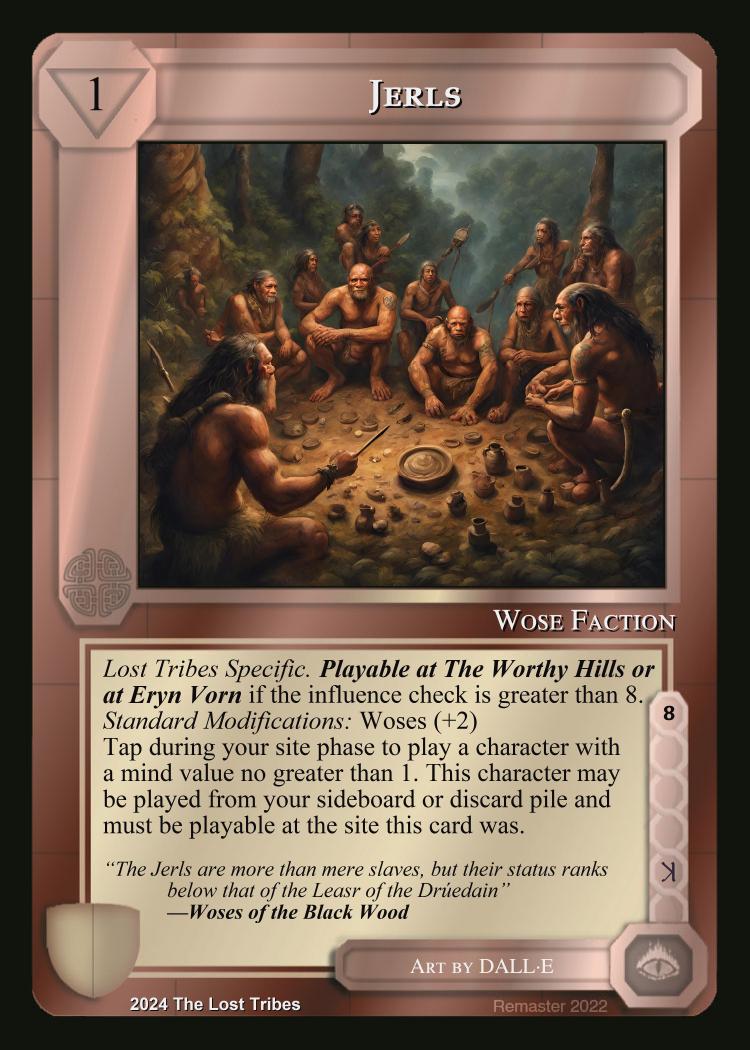 1
Jerls
Wose Faction
Lost Tribes Specific. Playable at The Worthy Hills or
at Eryn Vorn if the influence check is greater than 8.
8
Standard Modifications: Woses (+2)
Tap during your site phase to play a character with
a mind value no greater than 1. This character may
be played from your sideboard or discard pile and
must be playable at the site this card was.
“The Jerls are more than mere slaves, but their status ranks
below that of the Leasr of the Drúedain”
—Woses of the Black Wood
Art by DALL·E
2024 The Lost Tribes
Remaster 2022